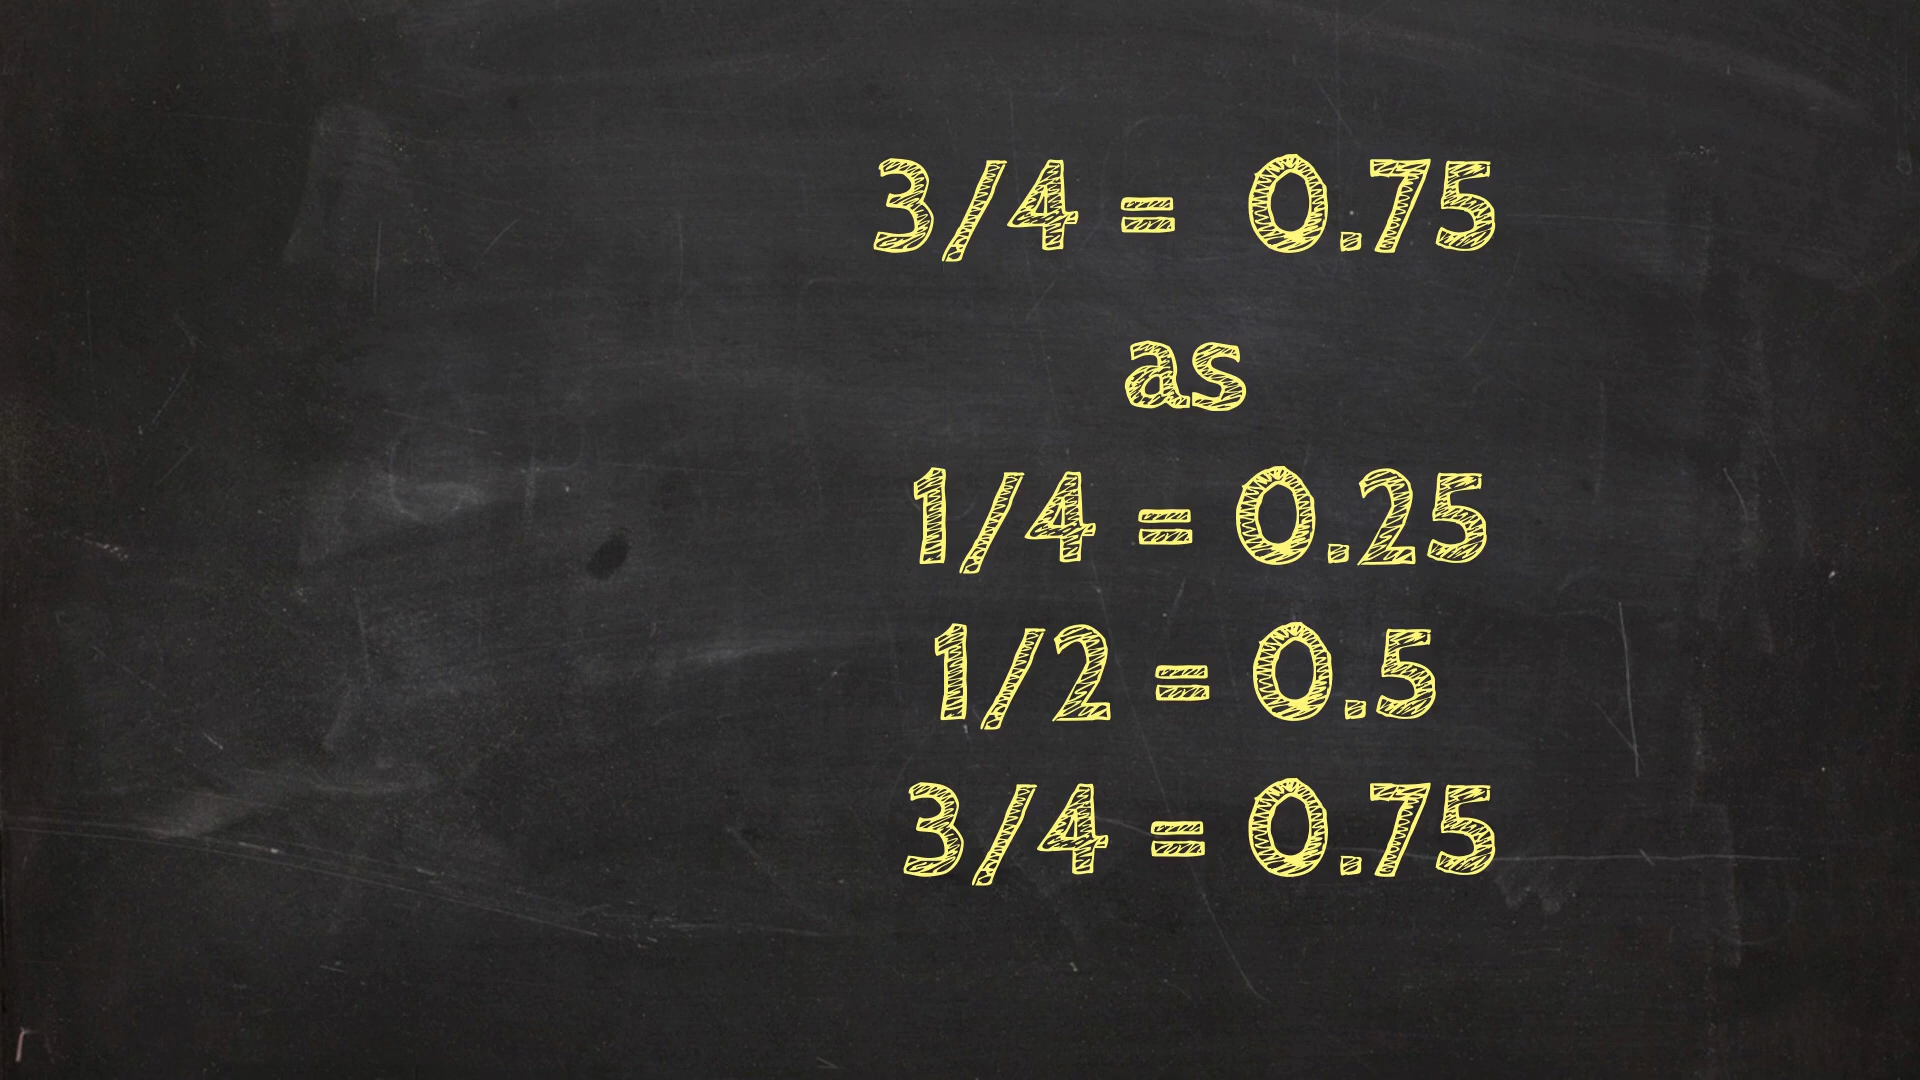 3/4 = 0.75
as
1/4 = 0.25
1/2 = 0.5
3/4 = 0.75